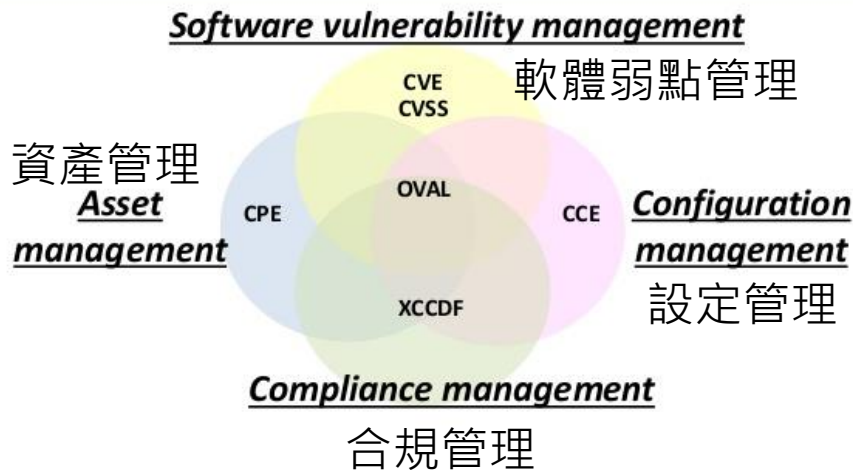 Software vulnerability management
軟體弱點管理
CVE
CVSS
資產管理
Asset
management
CPE
OVAL
CCE
Configuration
management
設定管理
XCCDF
Compliance management
合規管理